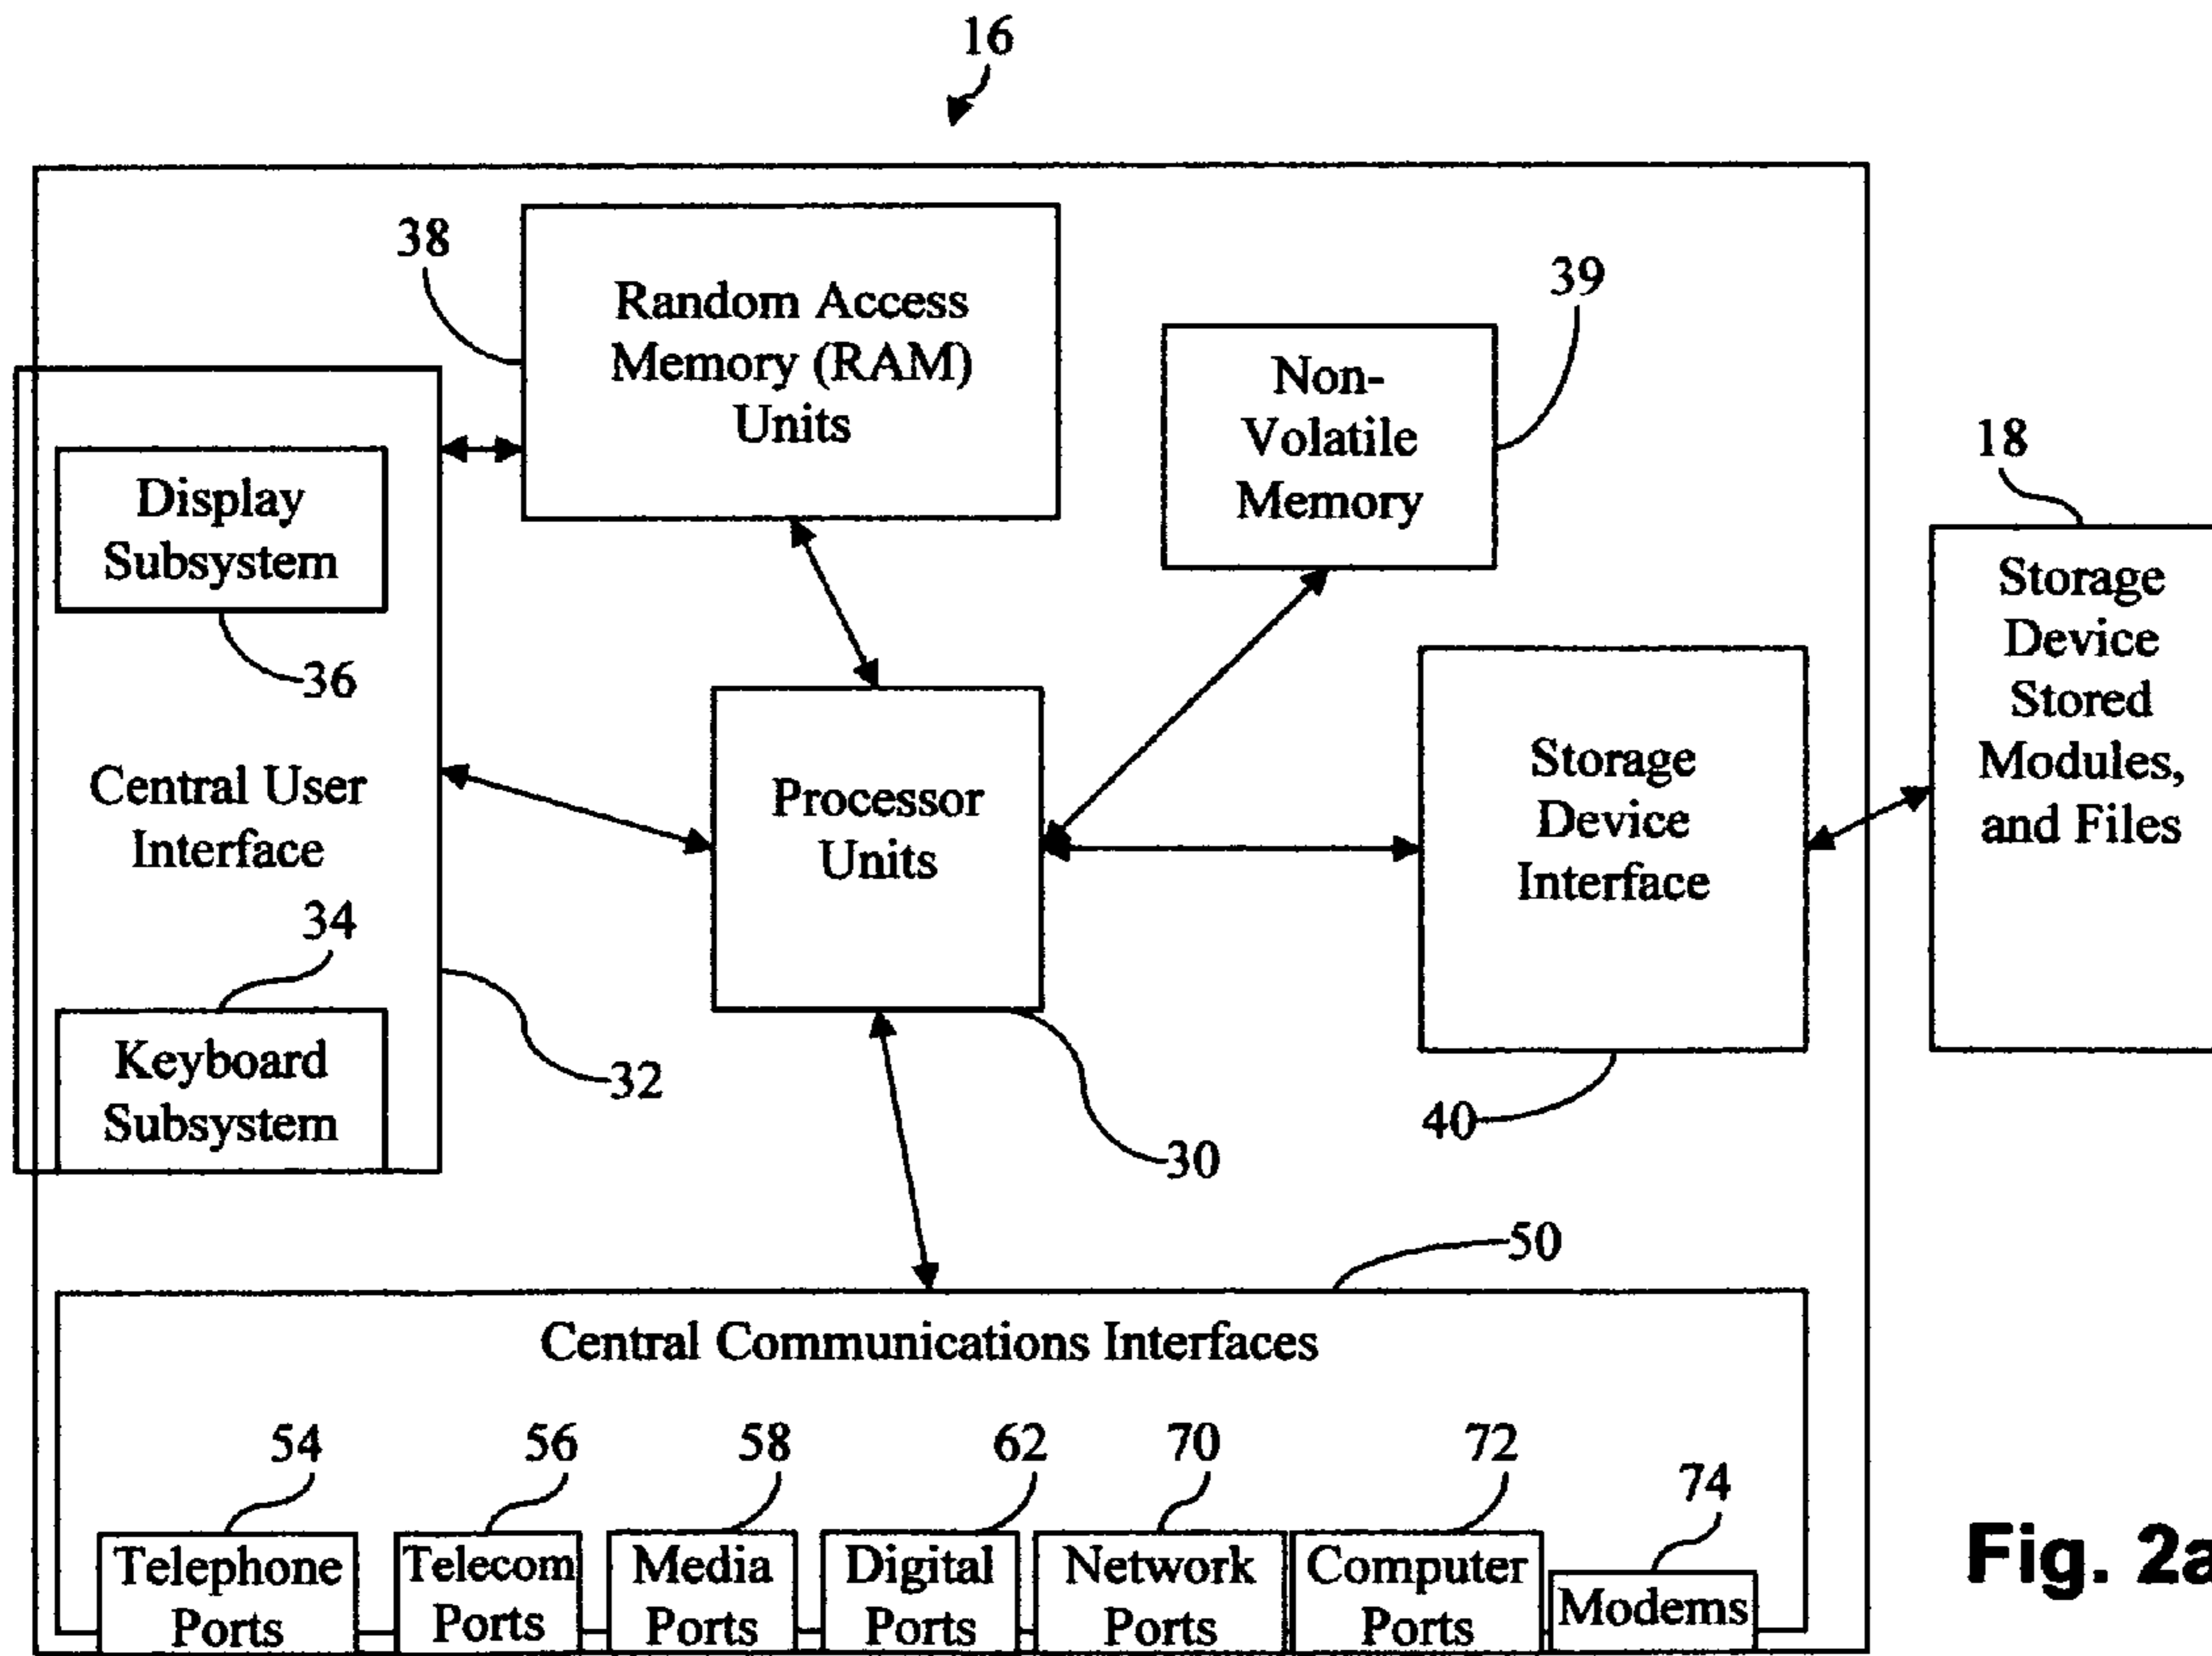 16
38
Random Access
Memory (RAM)
Units
39
Non-
Volatile
Memory
18
Storage
Device
Stored
Modules,
and Files
Display
Subsystem
36
Central User
Interface
34
Keyboard
Subsystem
32
Processor
Units
30
Storage
Device
Interface
40
50
Central Communications Interfaces
54
56
58
62
70
72
74
Telephone
Ports
Telecom
Ports
Media
Ports
Digital
Ports
Network
Ports
Computer
Ports
Modems
Fig. 2a